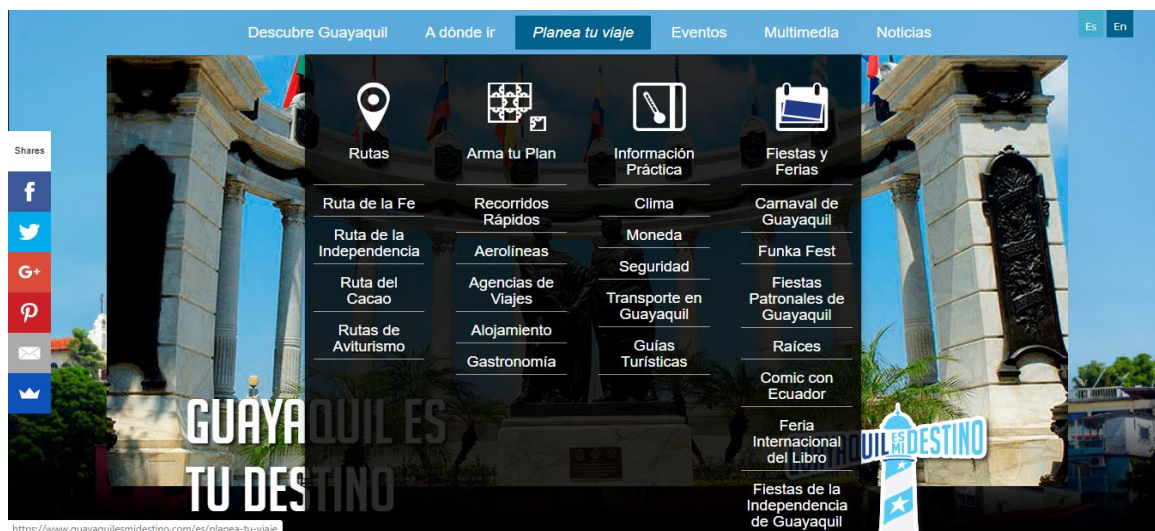 Descubre Guayaquil
A dónde ir
Planea tu viaje
Eventos
Multimedia
Noticias
Es
En
Shares
Rutas
Ruta de la Fe
Ruta de la
Independencia
Ruta del
Cacao
Rutas de
Aviturismo
Arma tu Plan
Recorridos
Rápidos
Aerolíneas
Agencias de
Viajes
Alojamiento
Gastronomía
Información
Práctica
Clima
Moneda
Seguridad
Transporte en
Guayaquil
Guías
Turísticas
Fiestas y
Ferias
Carnaval de
Guayaquil
Funka Fest
Fiestas
Patronales de
Guayaquil
Raíces
Comic con
Ecuador
Feria
Internacional
del Libro
Fiestas de la
Independencia
de Guayaquil
GUAYAQUIL ES
TU DESTINO
GUAYAQUIL ES MI DESTINO
https://www.guayaquilesmidestino.com/es/planea-tu-viaje